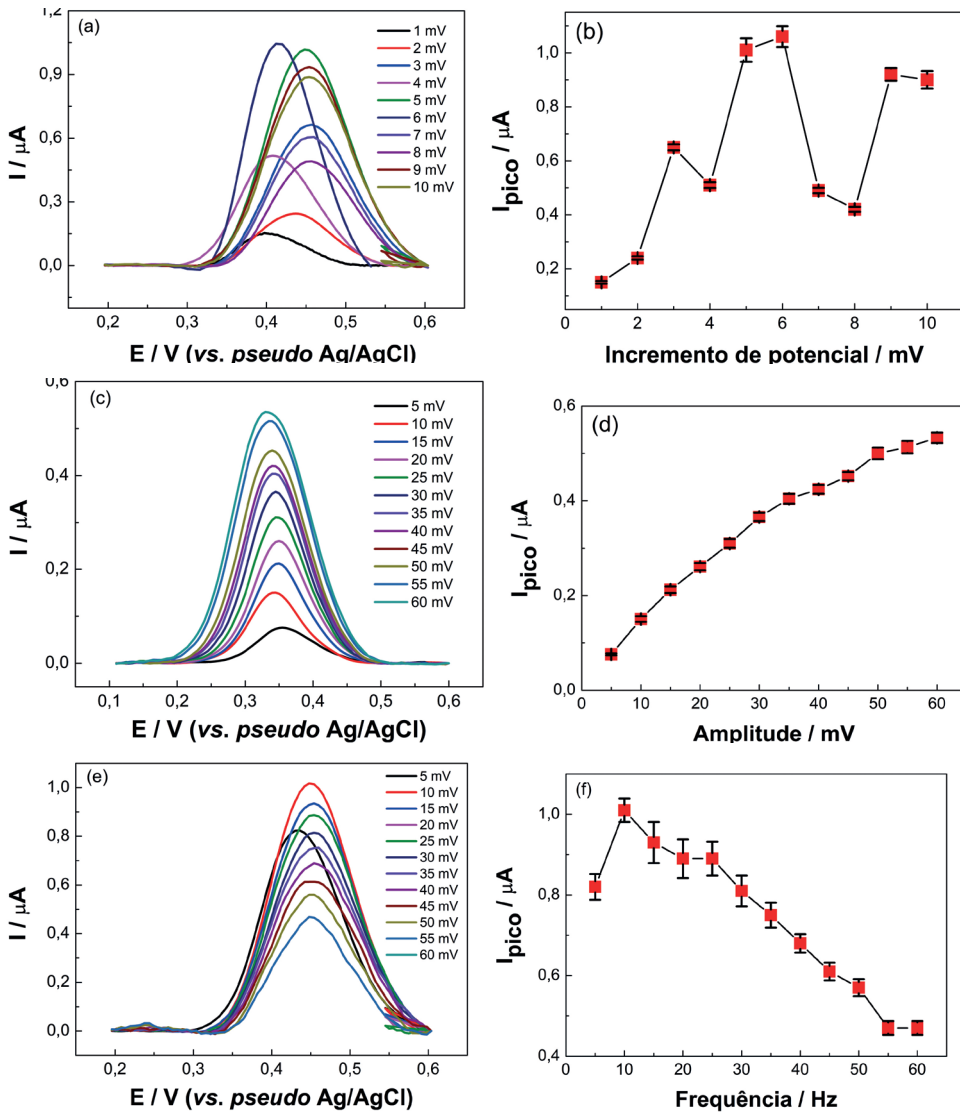 (a)
1 mV
2 mV
3 mV
4 mV
5 mV
6 mV
7 mV
8 mV
9 mV
10 mV
1,2
0,9
0,6
0,3
0,0
I / µA
0,2 0,3 0,4 0,5 0,6
E / V (vs. pseudo Ag/AgCl)
(b)
1,0
0,8
0,6
0,4
0,2
Ipico / µA
0 2 4 6 8 10
Incremento de potencial / mV
(c)
5 mV
10 mV
15 mV
20 mV
25 mV
30 mV
35 mV
40 mV
45 mV
50 mV
55 mV
60 mV
0,6
0,4
0,2
0,0
I / µA
0,1 0,2 0,3 0,4 0,5 0,6
E / V (vs. pseudo Ag/AgCl)
(d)
0,6
0,4
0,2
0,0
Ipico / µA
0 10 20 30 40 50 60
Amplitude / mV
(e)
5 mV
10 mV
15 mV
20 mV
25 mV
30 mV
35 mV
40 mV
45 mV
50 mV
55 mV
60 mV
1,0
0,8
0,6
0,4
0,2
0,0
I / µA
0,2 0,3 0,4 0,5 0,6
E / V (vs. pseudo Ag/AgCl)
(f)
1,0
0,8
0,6
0,4
Ipico / µA
0 10 20 30 40 50 60
Frequência / Hz